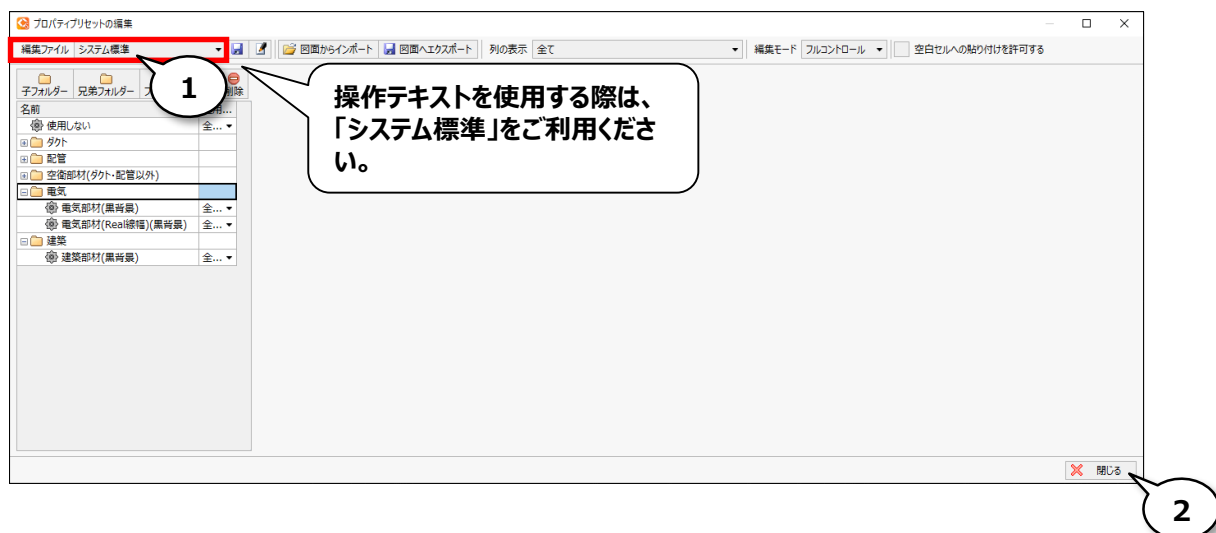 プロパティプリセットの編集
編集ファイル システム標準 図面からインポート 図面へエクスポート 列の表示 全て 編集モード フルコントロール 空白セルへの貼り付けを許可する
子フォルダー 兄弟フォルダー 削除
1
操作テキストを使用する際は、
「システム標準」をご利用くださ
い。
名前
使用しない 全...
ダクト
配管
空衛部材(ダクト・配管以外)
電気
電気部材(黒背景) 全...
電気部材(Real線幅)(黒背景) 全...
建築
建築部材(黒背景) 全...
閉じる
2